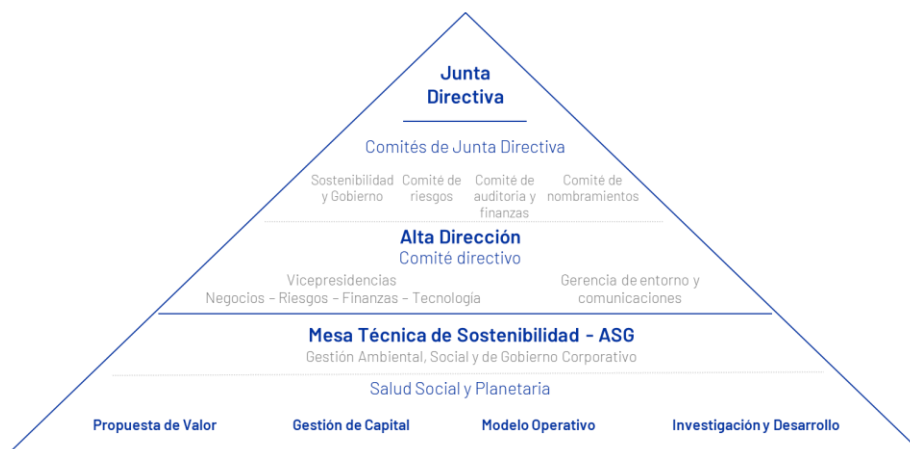 Junta
Directiva
Comités de Junta Directiva
Sostenibilidad
y Gobierno
Comité de
riesgos
Comité de
auditoria y
finanzas
Comité de
nombramientos
Alta Dirección
Comité directivo
Vicepresidencias
Negocios – Riesgos – Finanzas – Tecnología
Gerencia de entorno y
comunicaciones
Mesa Técnica de Sostenibilidad - ASG
Gestión Ambiental, Social y de Gobierno Corporativo
Salud Social y Planetaria
Propuesta de Valor
Gestión de Capital
Modelo Operativo
Investigación y Desarrollo